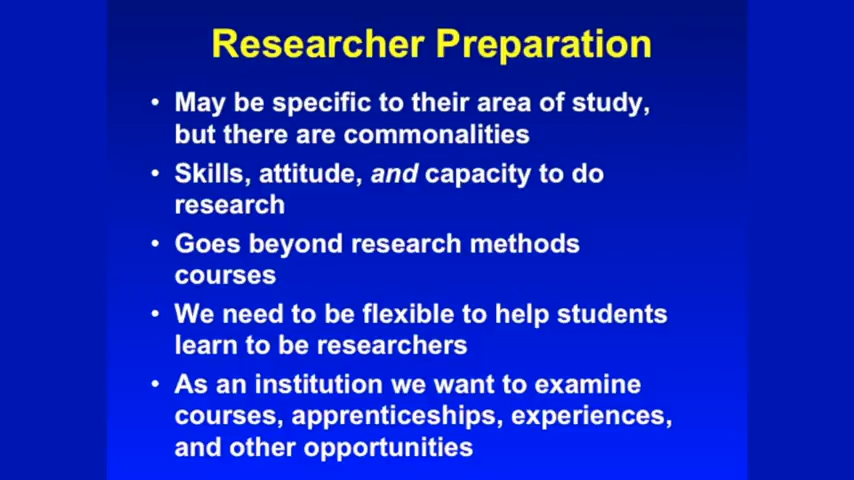 Researcher Preparation
• May be specific to their area of study,
but there are commonalities
• Skills, attitude, and capacity to do
research
• Goes beyond research methods
courses
• We need to be flexible to help students
learn to be researchers
• As an institution we want to examine
courses, apprenticeships, experiences,
and other opportunities